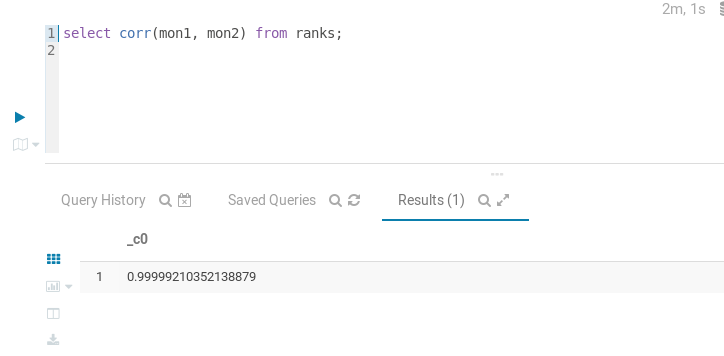 2m, 1s
1 select corr(mon1, mon2) from ranks;
2
Query History Saved Queries Results (1)
_c0
1 0.99999210352138879